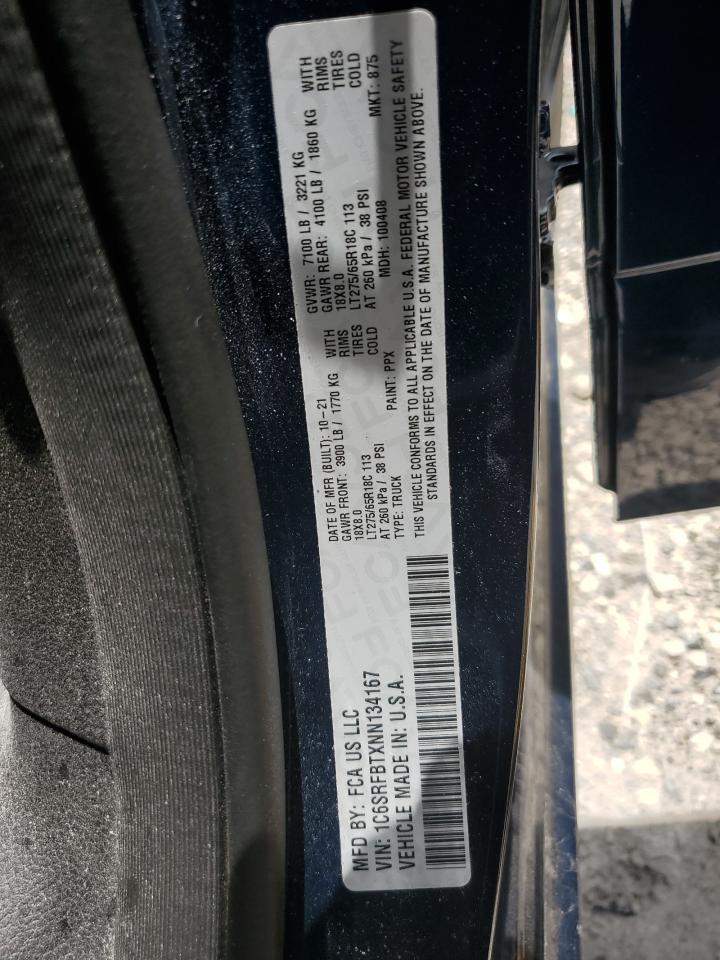 MFD BY: FCA US LLC
VIN: 1C6SRFBTXNN134167
VEHICLE MADE IN: U.S.A.
DATE OF MFR (BUILT): 10-21
GAWR FRONT: 3900 LB / 1770 KG WITH
18X8.0 RIMS
LT275/65R18C 113 TIRES
AT 260 kPa / 38 PSI COLD
TYPE: TRUCK PAINT: PPX
GVWR: 7100 LB / 3221 KG
GAWR REAR: 4100 LB / 1860 KG WITH
18X8.0 RIMS
LT275/65R18C 113 TIRES
AT 260 kPa / 38 PSI COLD
MDH: 100408 MKT: 875
THIS VEHICLE CONFORMS TO ALL APPLICABLE U.S.A. FEDERAL MOTOR VEHICLE SAFETY
STANDARDS IN EFFECT ON THE DATE OF MANUFACTURE SHOWN ABOVE.